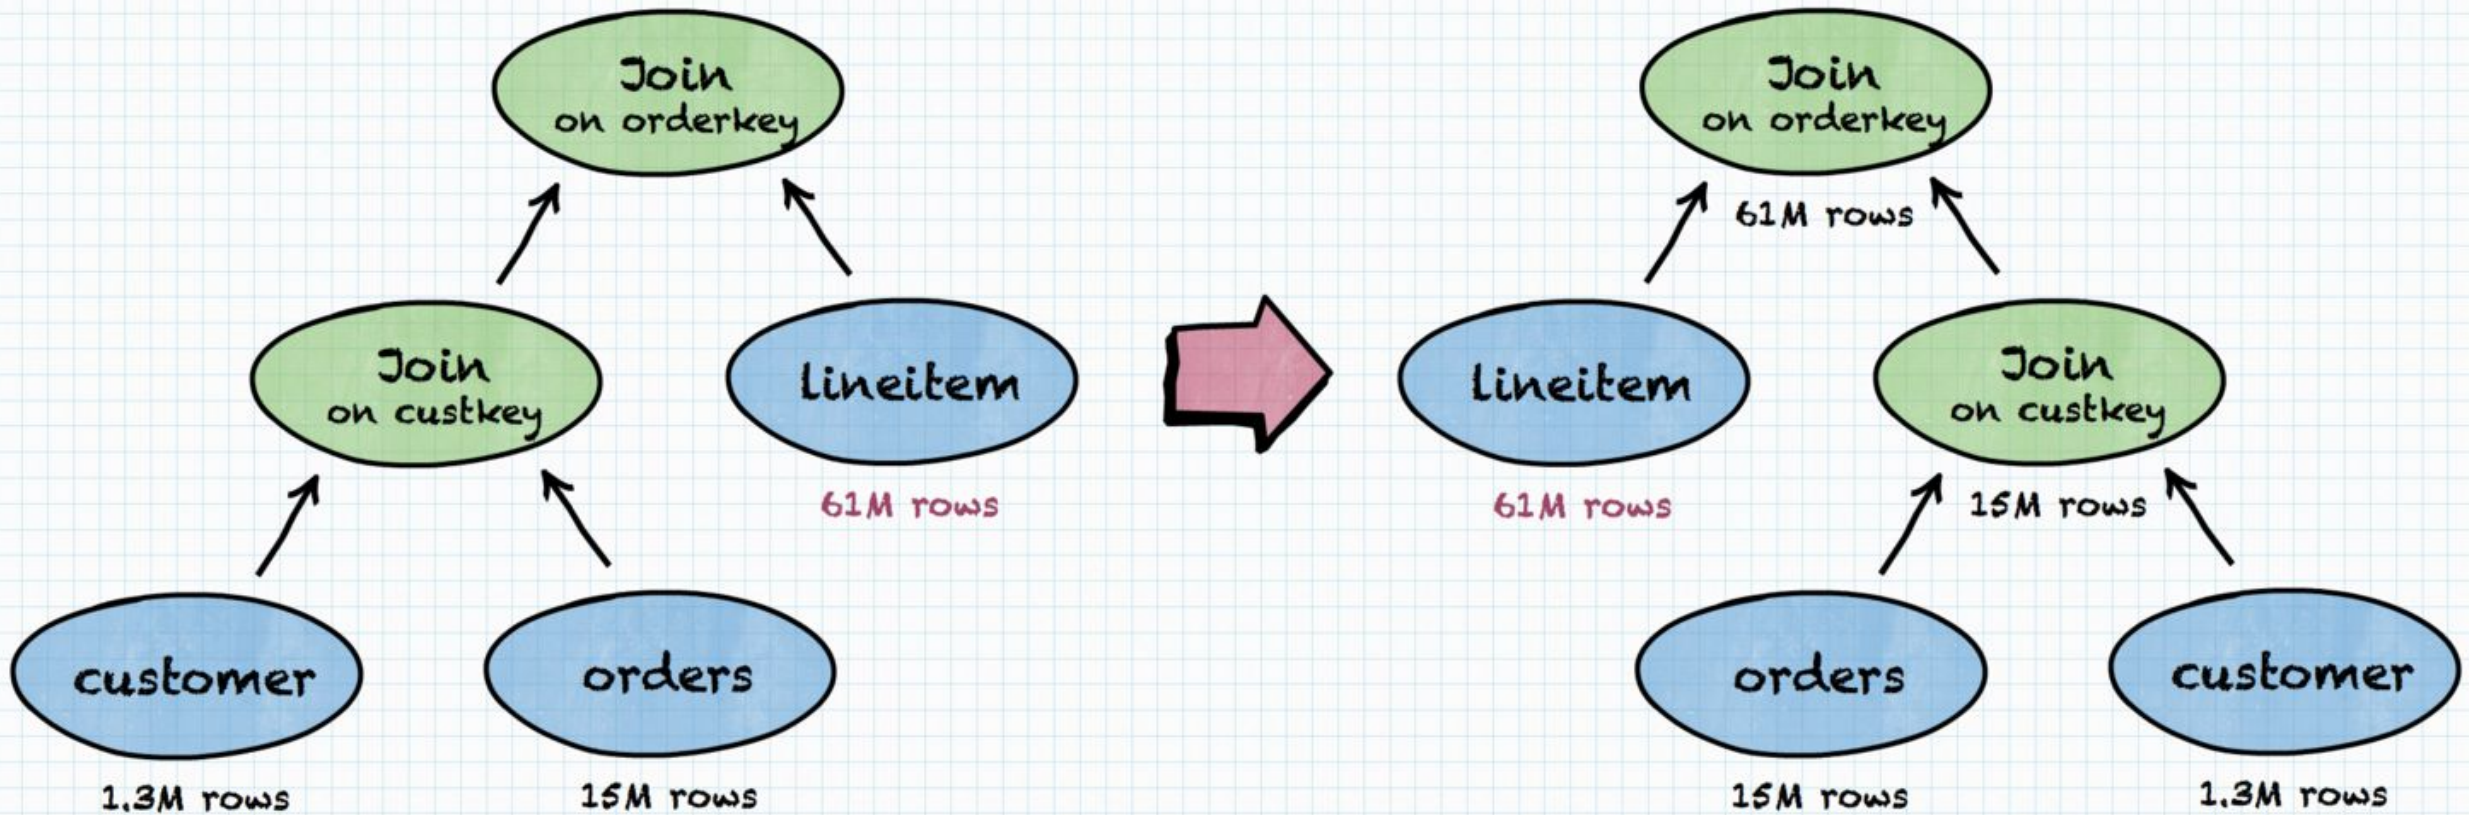 Join
on orderkey
Join
on custkey
lineitem
61M rows
customer
orders
1.3M rows
15M rows
Join
on orderkey
61M rows
lineitem
61M rows
Join
on custkey
15M rows
orders
customer
15M rows
1.3M rows